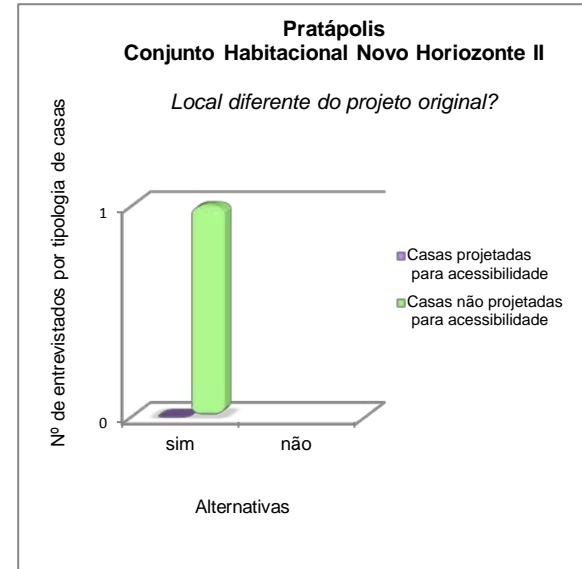 Pratápolis
Conjunto Habitacional Novo Horiozonte II
Local diferente do projeto original?
Nº de entrevistados por tipologia de casas
1
0
sim
não
Alternativas
Casas projetadas
para acessibilidade
Casas não projetadas
para acessibilidade